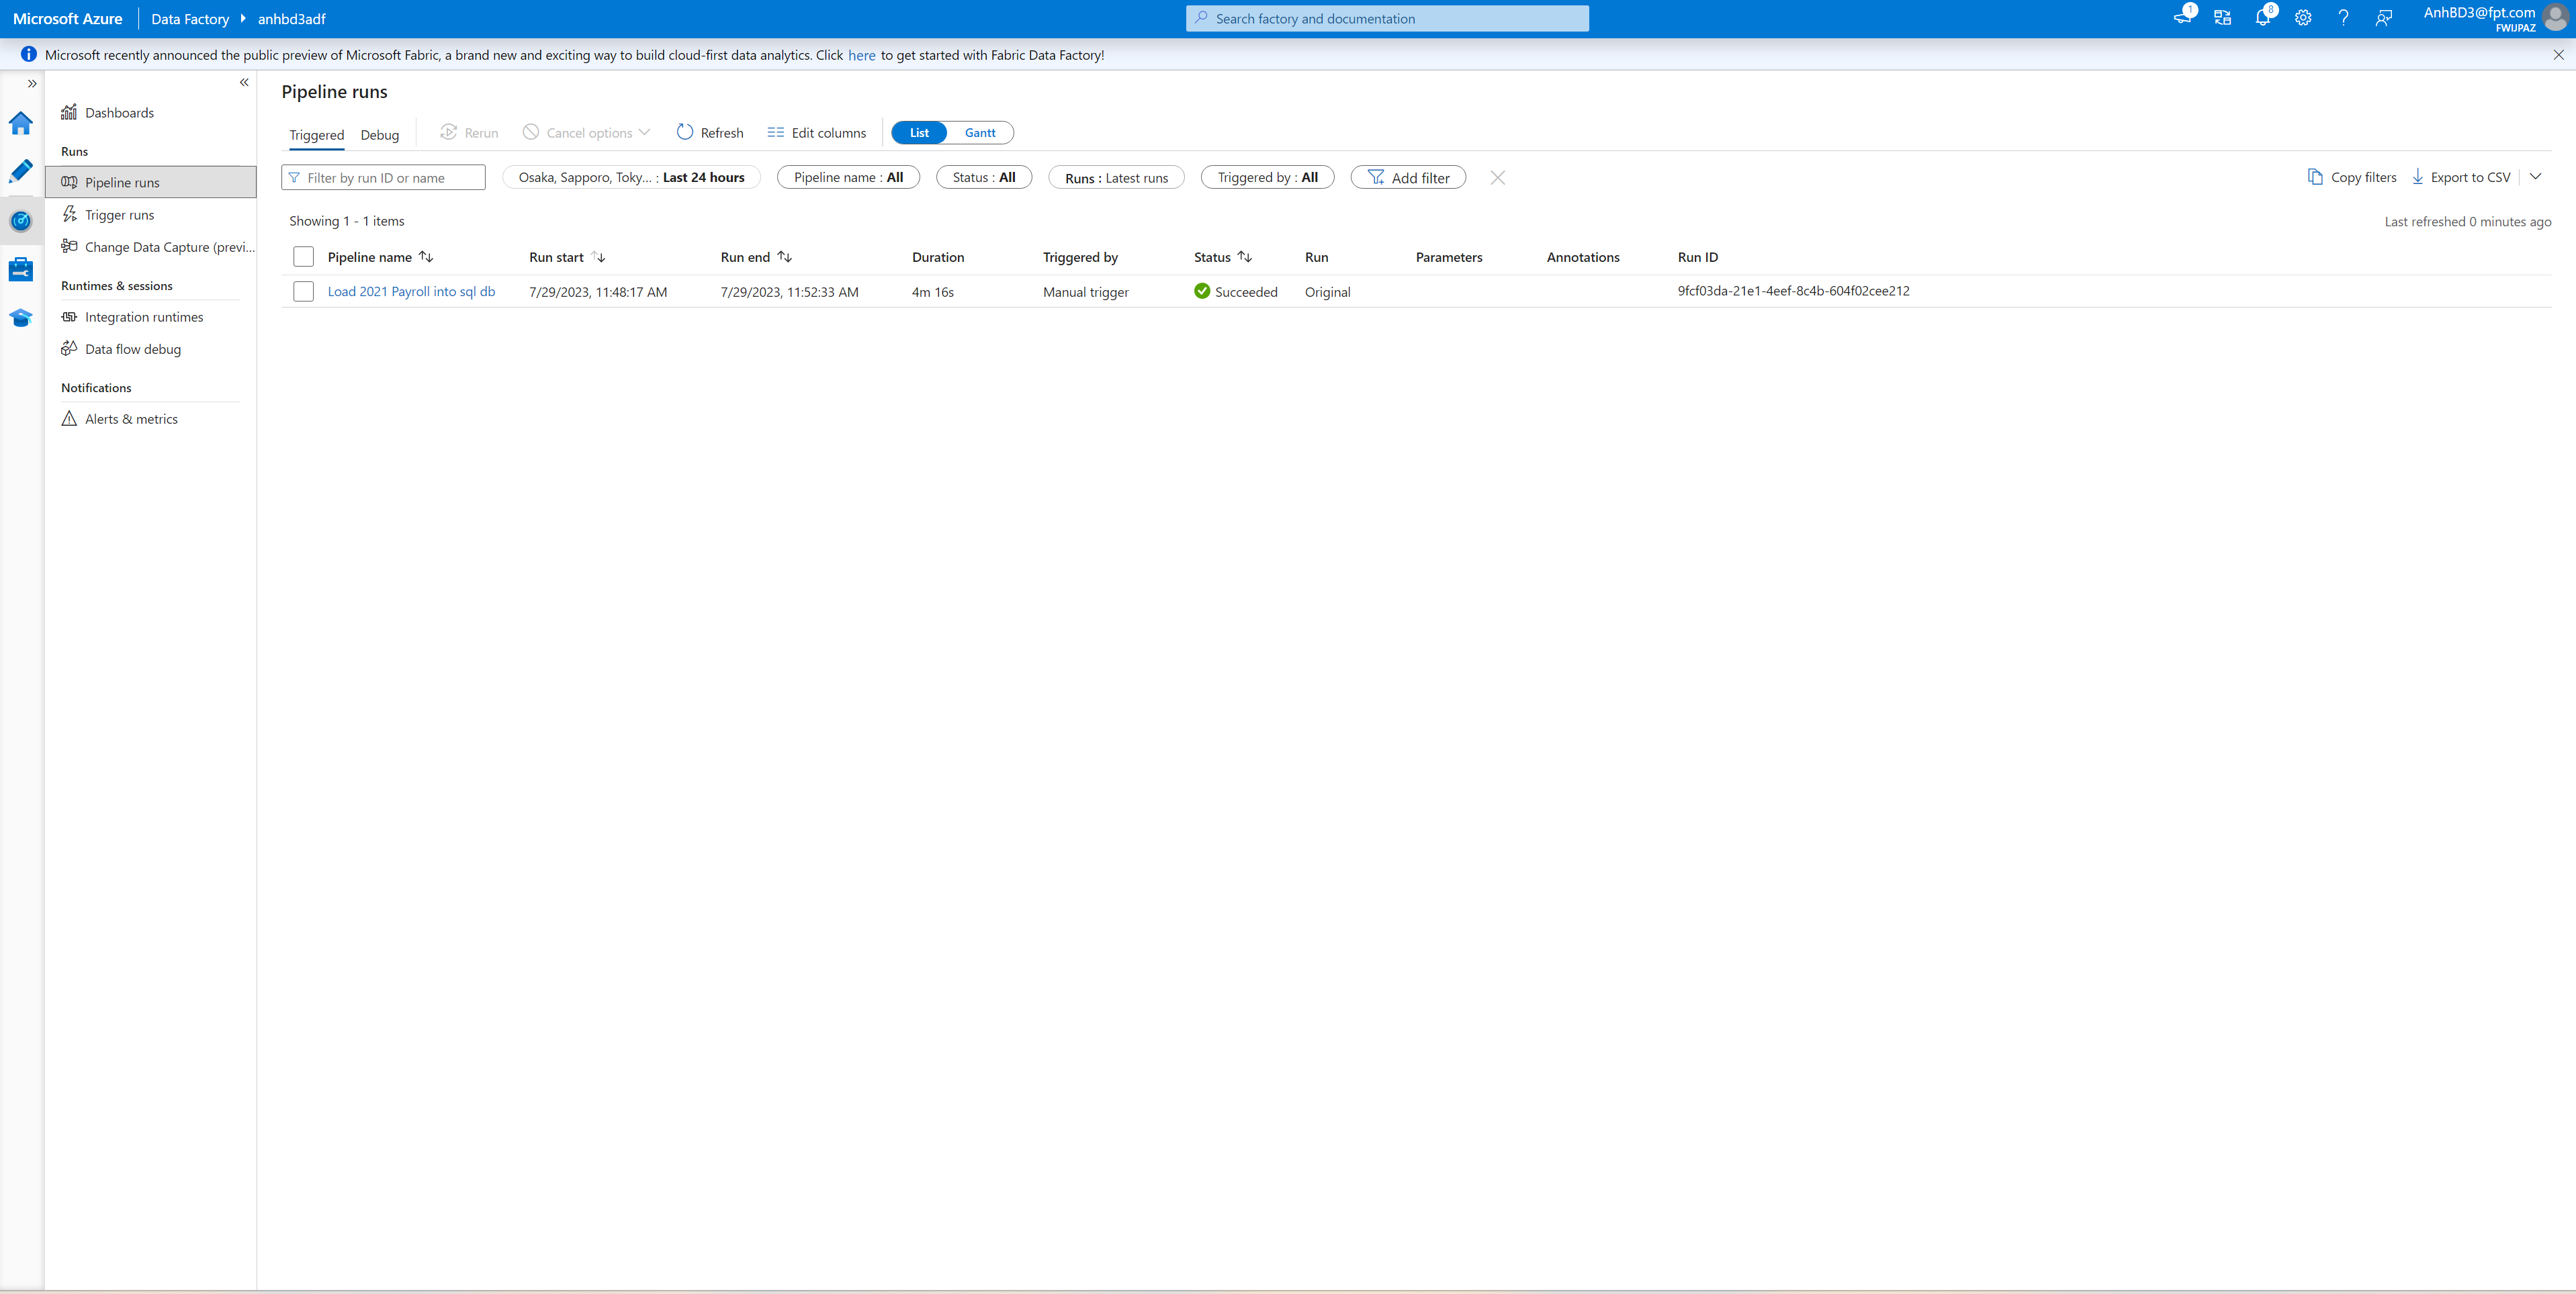 Microsoft Azure Data Factory anhbd3adf Search factory and documentation 1 8 AnhBD3@fpt.com
FWIJPAZ
Microsoft recently announced the public preview of Microsoft Fabric, a brand new and exciting way to build cloud-first data analytics. Click here to get started with Fabric Data Factory!
Dashboards
Runs
Pipeline runs
Trigger runs
Change Data Capture (previ...
Runtimes & sessions
Integration runtimes
Data flow debug
Notifications
Alerts & metrics
Pipeline runs
Triggered Debug Rerun Cancel options Refresh Edit columns List Gantt
Filter by run ID or name Osaka, Sapporo, Toky... : Last 24 hours Pipeline name : All Status : All Runs : Latest runs Triggered by : All Add filter Copy filters Export to CSV
Showing 1 - 1 items Last refreshed 0 minutes ago
Pipeline name Run start Run end Duration Triggered by Status Run Parameters Annotations Run ID
Load 2021 Payroll into sql db 7/29/2023, 11:48:17 AM 7/29/2023, 11:52:33 AM 4m 16s Manual trigger Succeeded Original 9fcf03da-21e1-4eef-8c4b-604f02cee212